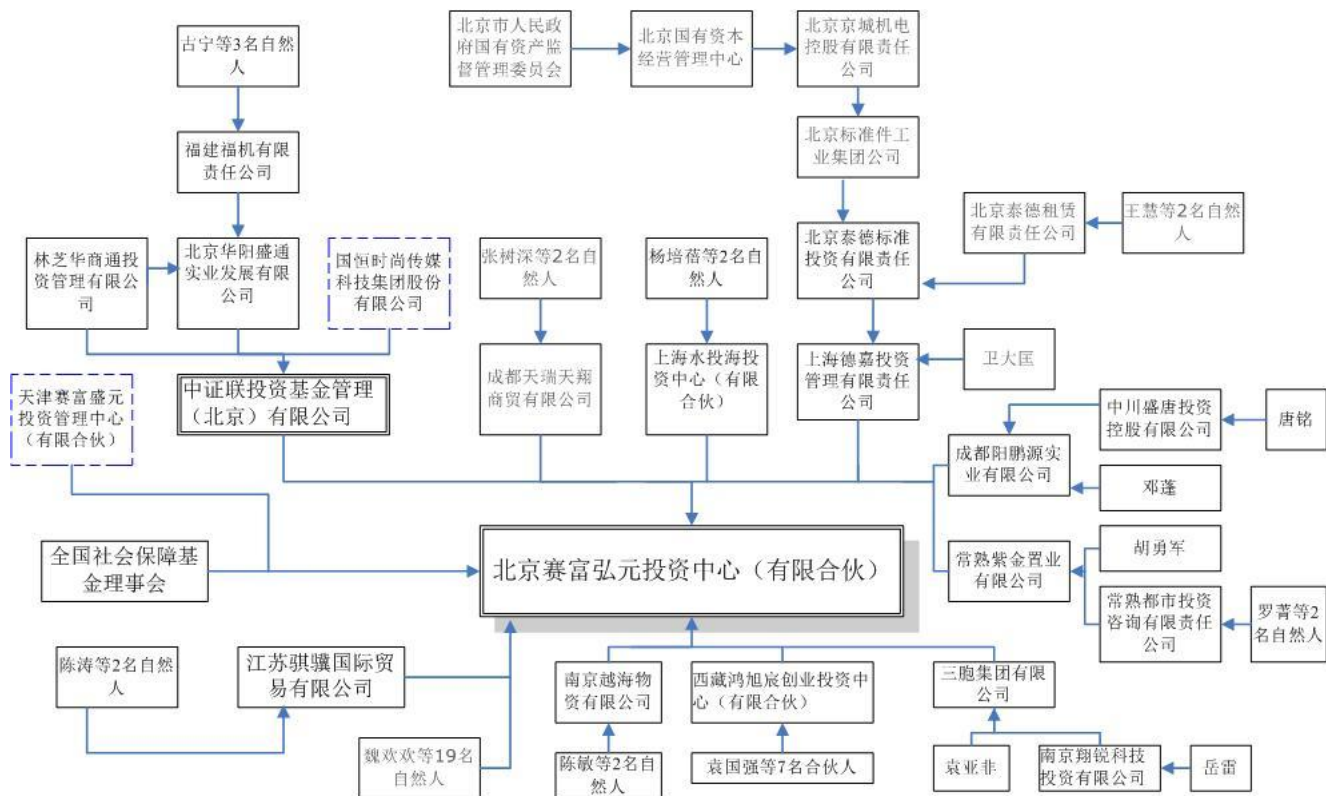 古宁等3名自然
人
北京市人民政
府国有资产监
督管理委员会
北京国有资本
经营管理中心
北京京城机电
控股有限责任
公司
福建福机有限
责任公司
北京标准件工
业集团公司
林芝华商通投
资管理有限公
司
北京华阳盛通
实业发展有限
公司
国恒时尚传媒
科技集团股份
有限公司
张树深等2名自
然人
杨培蓓等2名自
然人
北京泰德标准
投资有限责任
公司
北京泰德租赁
有限责任公司
王慧等2名自然
人
天津赛富盛元
投资管理中心
(有限合伙)
中证联投资基金管理
(北京)有限公司
成都天瑞天翔
商贸有限公司
上海水投海投
资中心(有限
合伙)
上海德嘉投资
管理有限责任
公司
卫大匡
中川盛唐投资
控股有限公司
唐铭
成都阳鹏源实
业有限公司
邓蓬
全国社会保障基
金理事会
北京赛富弘元投资中心(有限合伙)
常熟紫金置业
有限公司
胡勇军
常熟都市投资
咨询有限责任
公司
罗菁等2
名自然人
陈涛等2名自然
人
江苏骐骥国际贸
易有限公司
南京越海物
资有限公司
西藏鸿旭宸创业投资中
心(有限合伙)
三胞集团有限
公司
魏欢欢等19名
自然人
陈敏等2名自
然人
袁国强等7名合伙人
袁亚非
南京翔锐科技
投资有限公司
岳雷